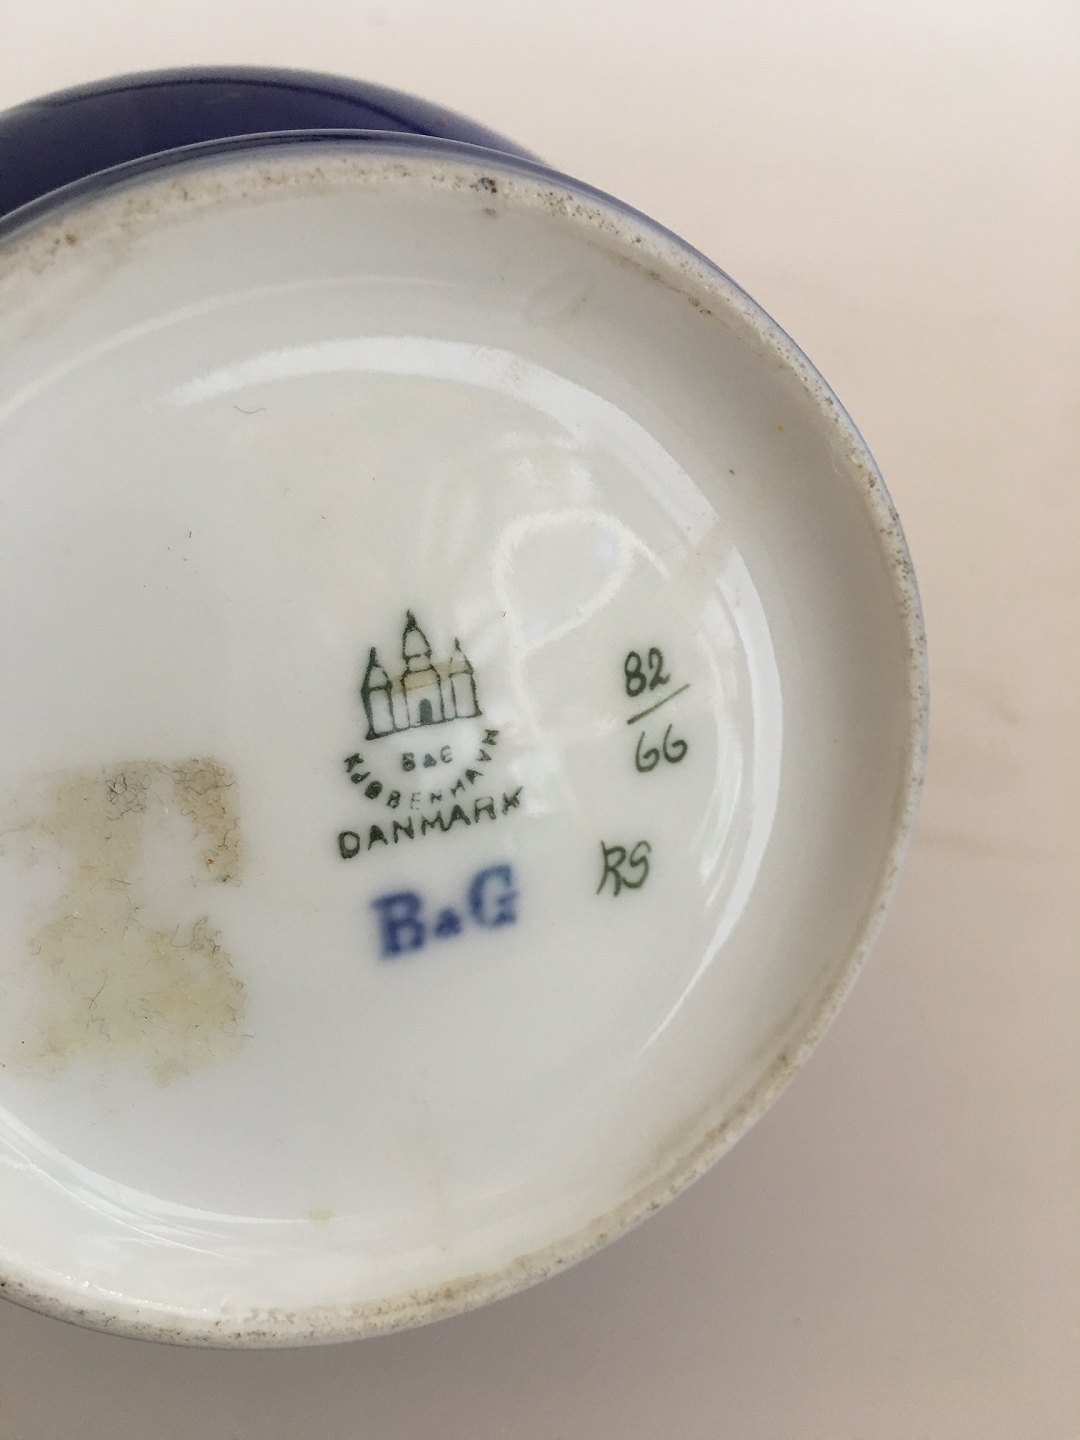 B&G
KJØBENHAVN
DANMARK
B&G
82/66
RS